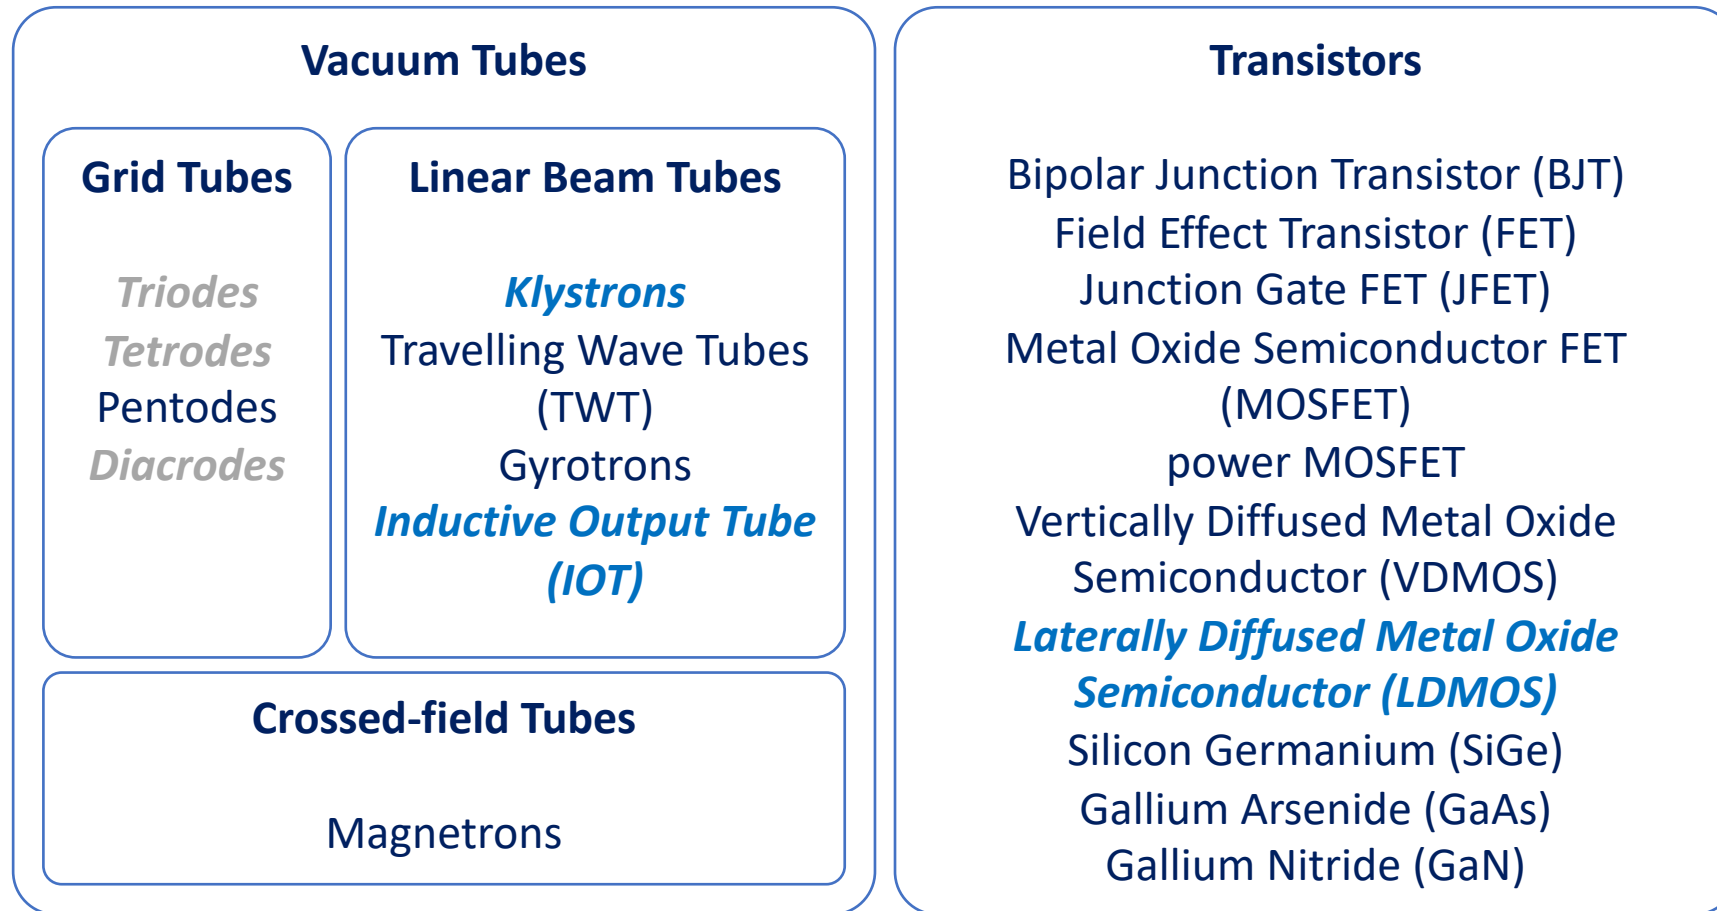 Vacuum Tubes
Grid Tubes
Triodes
Tetrodes
Pentodes
Diacrodes
Linear Beam Tubes
Klystrons
Travelling Wave Tubes
(TWT)
Gyrotrons
Inductive Output Tube
(IOT)
Crossed-field Tubes
Magnetrons
Transistors
Bipolar Junction Transistor (BJT)
Field Effect Transistor (FET)
Junction Gate FET (JFET)
Metal Oxide Semiconductor FET
(MOSFET)
power MOSFET
Vertically Diffused Metal Oxide
Semiconductor (VDMOS)
Laterally Diffused Metal Oxide
Semiconductor (LDMOS)
Silicon Germanium (SiGe)
Gallium Arsenide (GaAs)
Gallium Nitride (GaN)